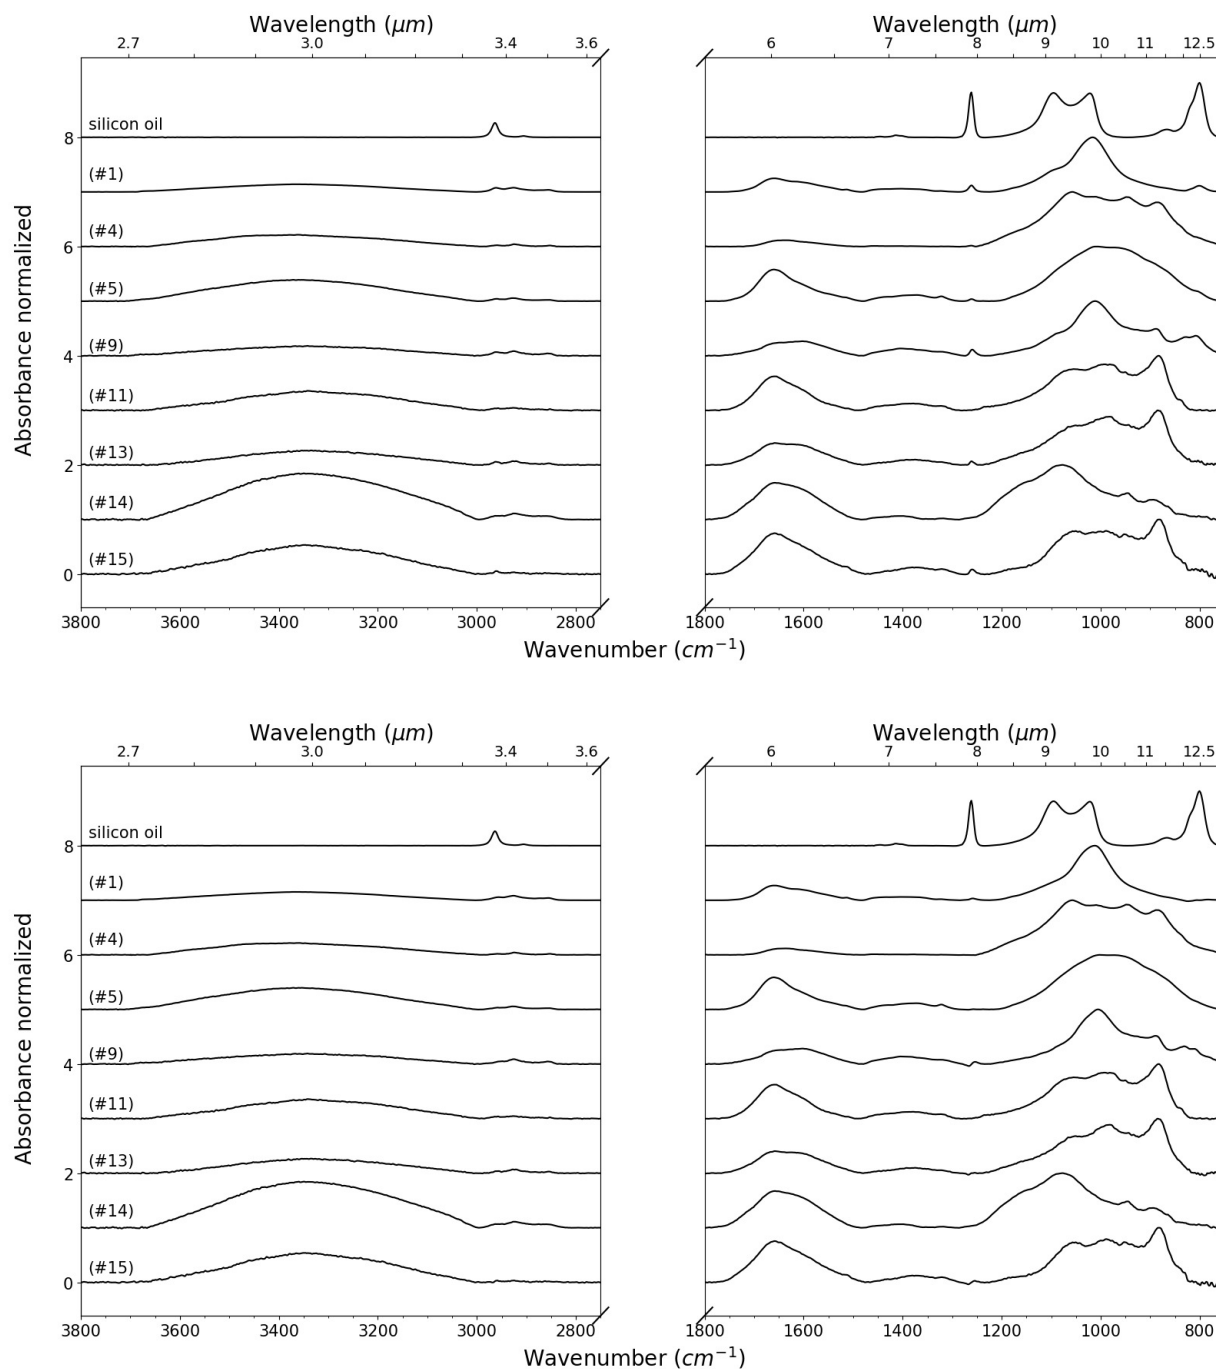 Wavelength (μm) Wavelength (μm)
2.7 3.0 3.4 3.6 6 7 8 9 10 11 12.5
silicon oil
8
(#1)
(#4)
6
(#5)
(#9)
4
(#11)
(#13)
2
(#14)
(#15)
0
Absorbance normalized
3800 3600 3400 3200 3000 2800 1800 1600 1400 1200 1000 800
Wavenumber (cm⁻¹)
Wavelength (μm) Wavelength (μm)
2.7 3.0 3.4 3.6 6 7 8 9 10 11 12.5
silicon oil
8
(#1)
(#4)
6
(#5)
(#9)
4
(#11)
(#13)
2
(#14)
(#15)
0
Absorbance normalized
3800 3600 3400 3200 3000 2800 1800 1600 1400 1200 1000 800
Wavenumber (cm⁻¹)